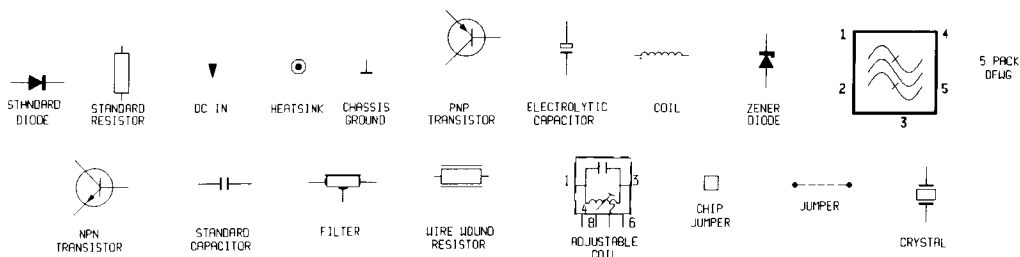 1
4
2
5
3
5 PACK
DFWG
STANDARD
DIODE
STANDARD
RESISTOR
DC IN
HEATSINK
CHASSIS
GROUND
PNP
TRANSISTOR
ELECTROLYTIC
CAPACITOR
COIL
ZENER
DIODE
NPN
TRANSISTOR
STANDARD
CAPACITOR
FILTER
WIRE WOUND
RESISTOR
1
3
4
8
6
ADJUSTABLE
COIL
CHIP
JUMPER
JUMPER
CRYSTAL